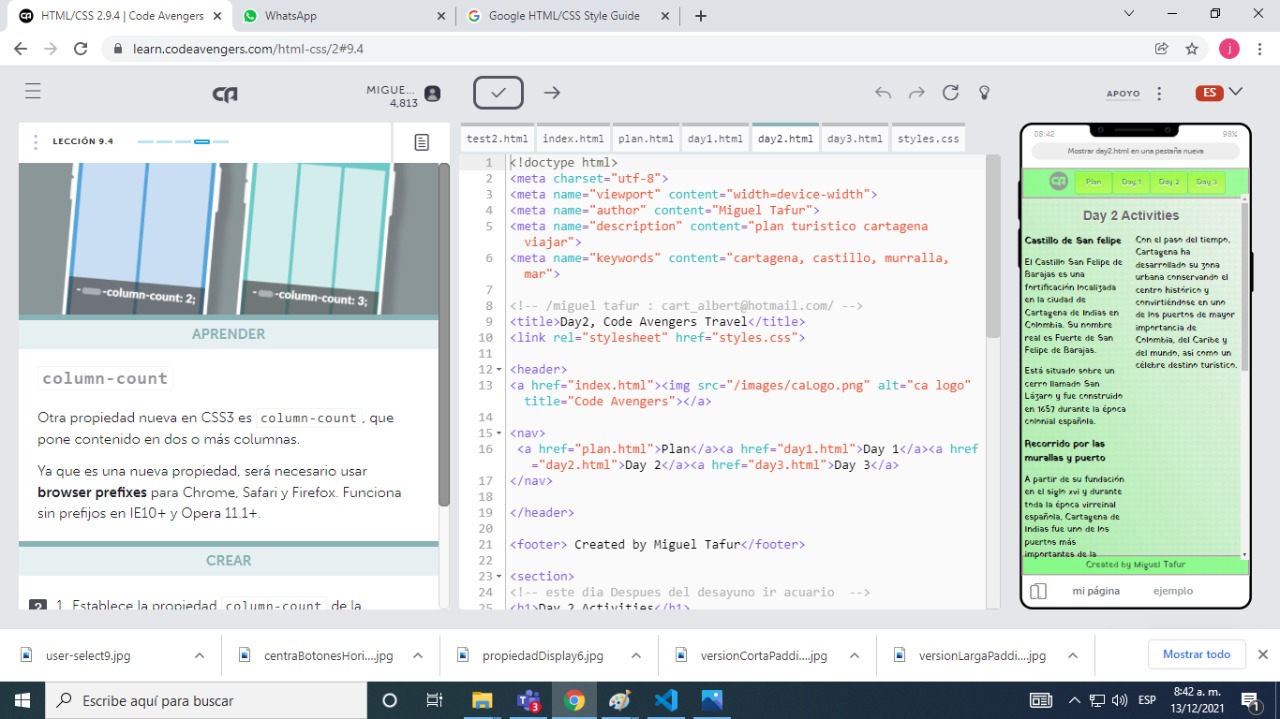 HTML/CSS 2.9.4 | Code Avengers
WhatsApp
Google HTML/CSS Style Guide
learn.codeavengers.com/html-css/2#9.4
MIGUE...
4,813
APOYO
ES
LECCIÓN 9.4
-column-count: 2;
-column-count: 3;
APRENDER
column-count
Otra propiedad nueva en CSS3 es column-count , que
pone contenido en dos o más columnas.
Ya que es una nueva propiedad, será necesario usar
browser prefixes para Chrome, Safari y Firefox. Funciona
sin prefijos en IE10+ y Opera 11.1+.
CREAR
1. Establece la propiedad column-count de la
test2.html
index.html
plan.html
day1.html
day2.html
day3.html
styles.css
1 <!doctype html>
2 <meta charset="utf-8">
3 <meta name="viewport" content="width=device-width">
4 <meta name="author" content="Miguel Tafur">
5 <meta name="description" content="plan turistico cartagena
viajar">
6 <meta name="keywords" content="cartagena, castillo, murralla,
mar">
7
8 <!-- /miguel tafur : cart_albert@hotmail.com/ -->
9 <title>Day2, Code Avengers Travel</title>
10 <link rel="stylesheet" href="styles.css">
11
12 <header>
13 <a href="index.html"><img src="/images/caLogo.png" alt="ca logo"
title="Code Avengers"></a>
14
15 <nav>
16 <a href="plan.html">Plan</a><a href="day1.html">Day 1</a><a href
="day2.html">Day 2</a><a href="day3.html">Day 3</a>
17 </nav>
18
19 </header>
20
21 <footer> Created by Miguel Tafur</footer>
22
23 <section>
24 <!-- este dia Despues del desayuno ir acuario -->
25 <h1>Day 2 Activities</h1>
08:42
98%
Mostrar day2.html en una pestaña nueva
Plan
Day 1
Day 2
Day 3
Day 2 Activities
Castillo de San felipe
El Castillo San Felipe de
Barajas es una
fortificación localizada
en la ciudad de
Cartagena de Indias en
Colombia. Su nombre
real es Fuerte de San
Felipe de Barajas.
Está situado sobre un
cerro llamado San
Lázaro y fue construido
en 1657 durante la época
colonial española.
Recorrido por las
murallas y puerto
A partir de su fundación
en el siglo xvi y durante
toda la época virreinal
española, Cartagena de
Indias fue uno de los
puertos más
importantes de la
Con el paso del tiempo,
Cartagena ha
desarrollado su zona
urbana conservando el
centro histórico y
convirtiéndose en uno
de los puertos de mayor
importancia de
Colombia, del Caribe y
del mundo, así como un
célebre destino turístico.
Created by Miguel Tafur
mi página
ejemplo
user-select9.jpg
centraBotonesHori....jpg
propiedadDisplay6.jpg
versionCortaPaddi....jpg
versionLargaPaddi....jpg
Mostrar todo
Escribe aquí para buscar
3
ESP
8:42 a. m.
13/12/2021
1